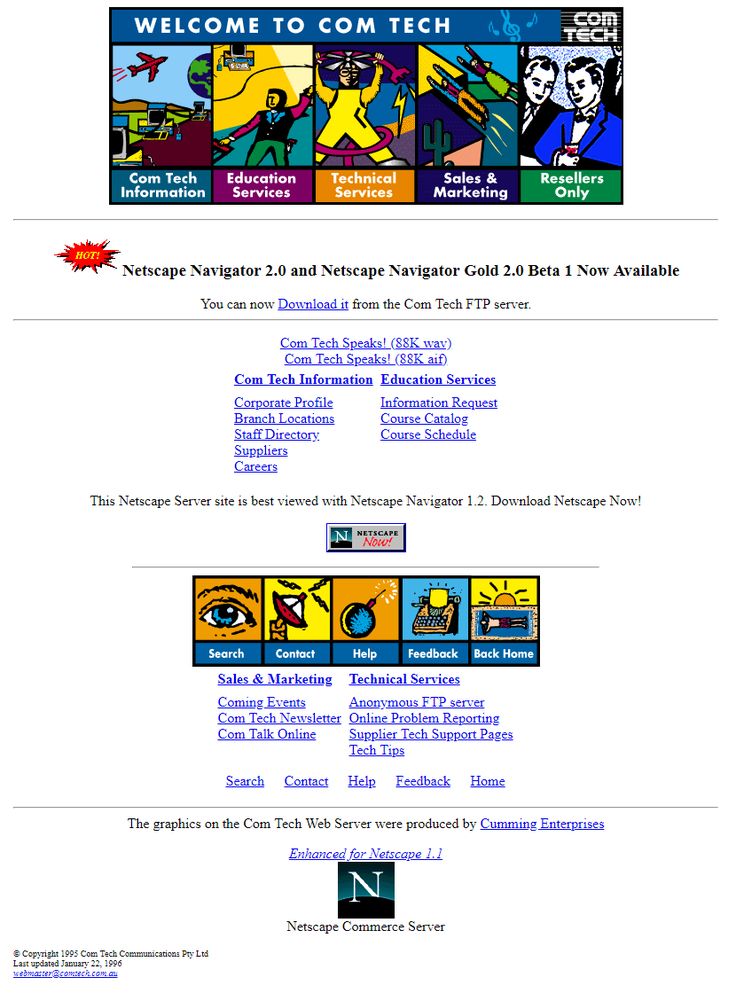 WELCOME TO COM TECH
COM TECH
Com Tech Information
Education Services
Technical Services
Sales & Marketing
Resellers Only
HOT!
Netscape Navigator 2.0 and Netscape Navigator Gold 2.0 Beta 1 Now Available
You can now Download it from the Com Tech FTP server.
Com Tech Speaks! (88K wav)
Com Tech Speaks! (88K aif)
Com Tech Information
Corporate Profile
Branch Locations
Staff Directory
Suppliers
Careers
Education Services
Information Request
Course Catalog
Course Schedule
This Netscape Server site is best viewed with Netscape Navigator 1.2. Download Netscape Now!
N NETSCAPE
Now!
Search Contact Help Feedback Back Home
Sales & Marketing
Coming Events
Com Tech Newsletter
Com Talk Online
Technical Services
Anonymous FTP server
Online Problem Reporting
Supplier Tech Support Pages
Tech Tips
Search Contact Help Feedback Home
The graphics on the Com Tech Web Server were produced by Cumming Enterprises
Enhanced for Netscape 1.1
N
Netscape Commerce Server
© Copyright 1995 Com Tech Communications Pty Ltd
Last updated January 22, 1996
webmaster@comtech.com.au